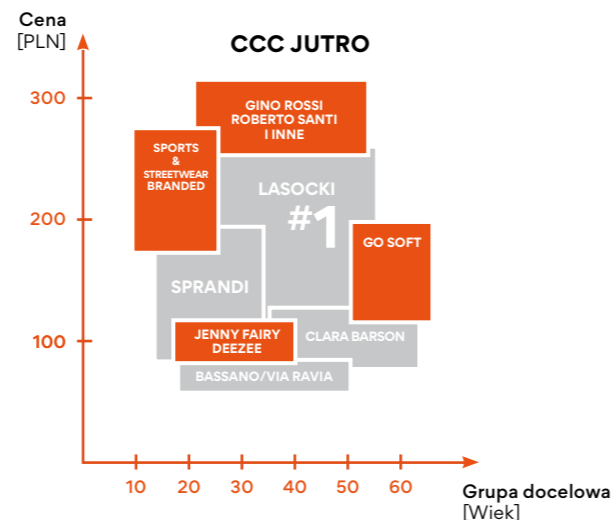 Cena
[PLN]
CCC JUTRO
300
200
100
GINO ROSSI
ROBERTO SANTI
I INNE
SPORTS
&
STREETWEAR
BRANDED
LASOCKI
#1
GO SOFT
SPRANDI
JENNY FAIRY
DEEZEE
CLARA BARSON
BASSANO/VIA RAVIA
10 20 30 40 50 60
Grupa docelowa
[Wiek]